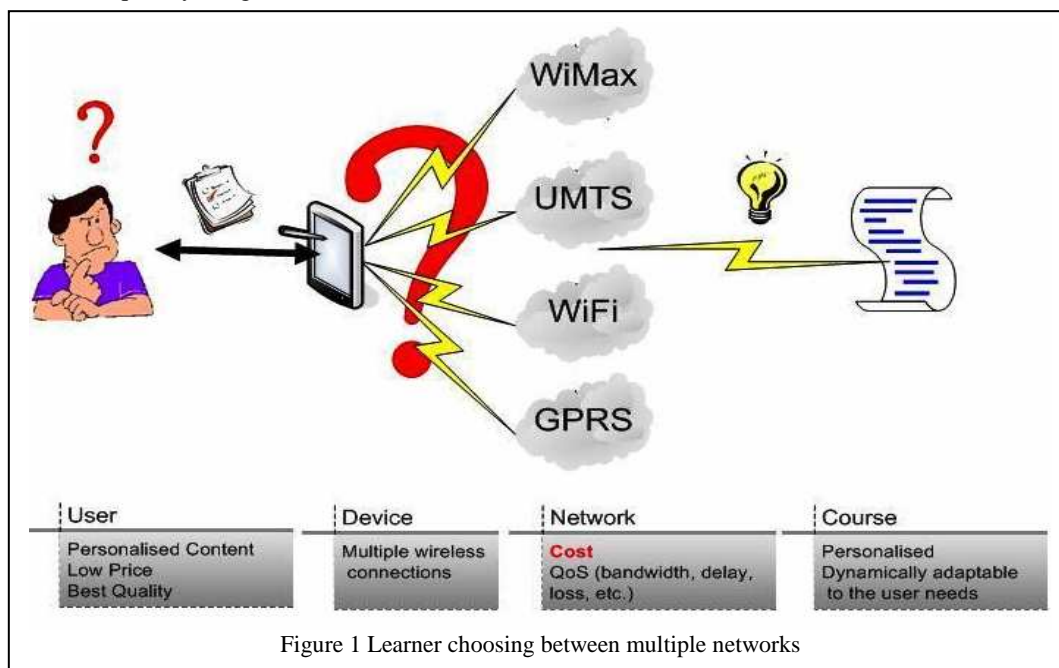 WiMax
UMTS
WiFi
GPRS
User
Personalised Content
Low Price
Best Quality
Device
Multiple wireless
connections
Network
Cost
QoS (bandwidth, delay,
loss, etc.)
Course
Personalised
Dynamically adaptable
to the user needs
Figure 1 Learner choosing between multiple networks